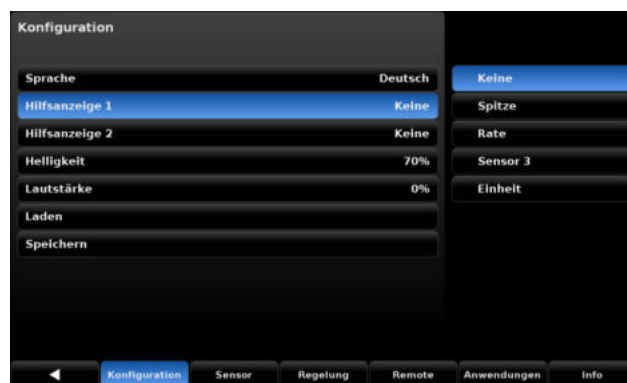 Konfiguration
Sprache Deutsch
Hilfsanzeige 1 Keine
Hilfsanzeige 2 Keine
Helligkeit 70%
Lautstärke 0%
Laden
Speichern
Keine
Spitze
Rate
Sensor 3
Einheit
Konfiguration Sensor Regelung Remote Anwendungen Info